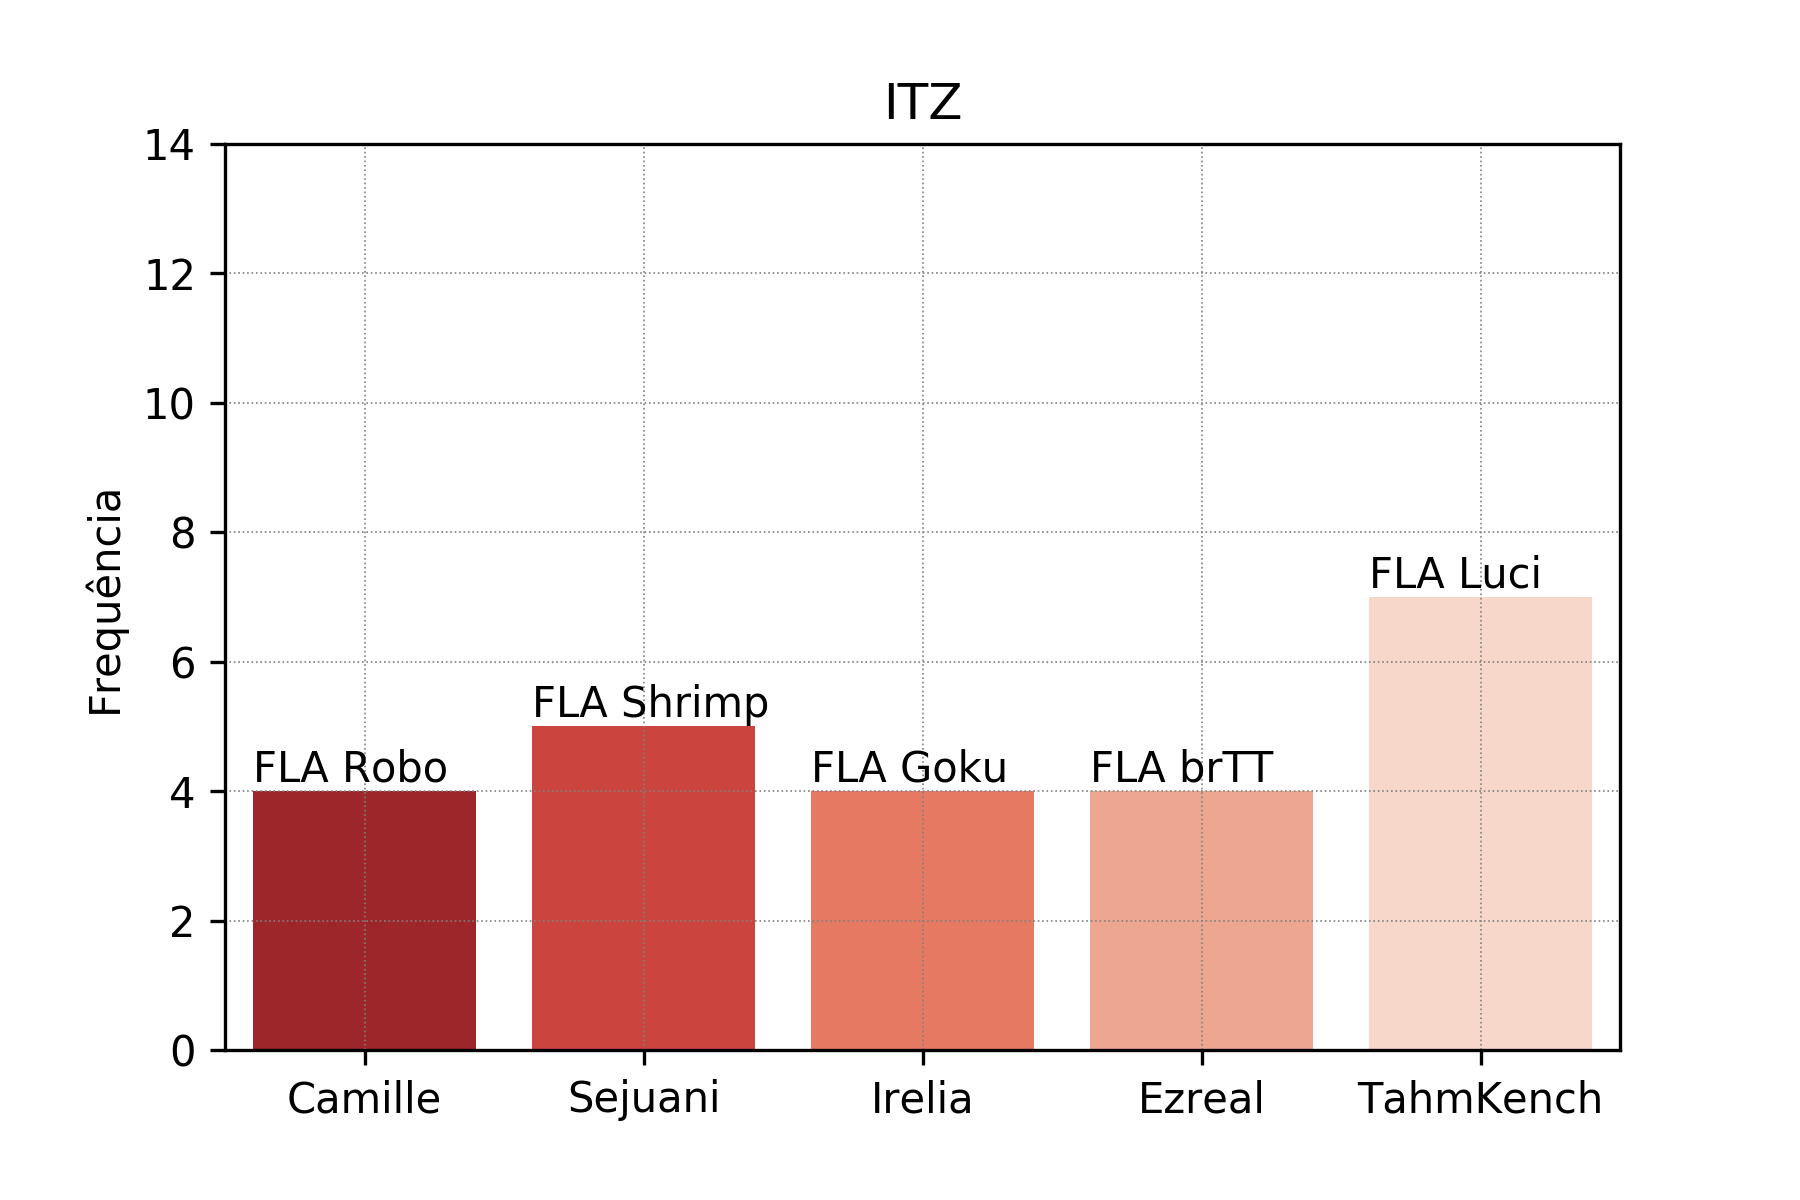 ITZ
14
12
10
8
6
4
2
0
Frequência
FLA Robo
FLA Shrimp
FLA Goku
FLA brTT
FLA Luci
Camille
Sejuani
Irelia
Ezreal
TahmKench